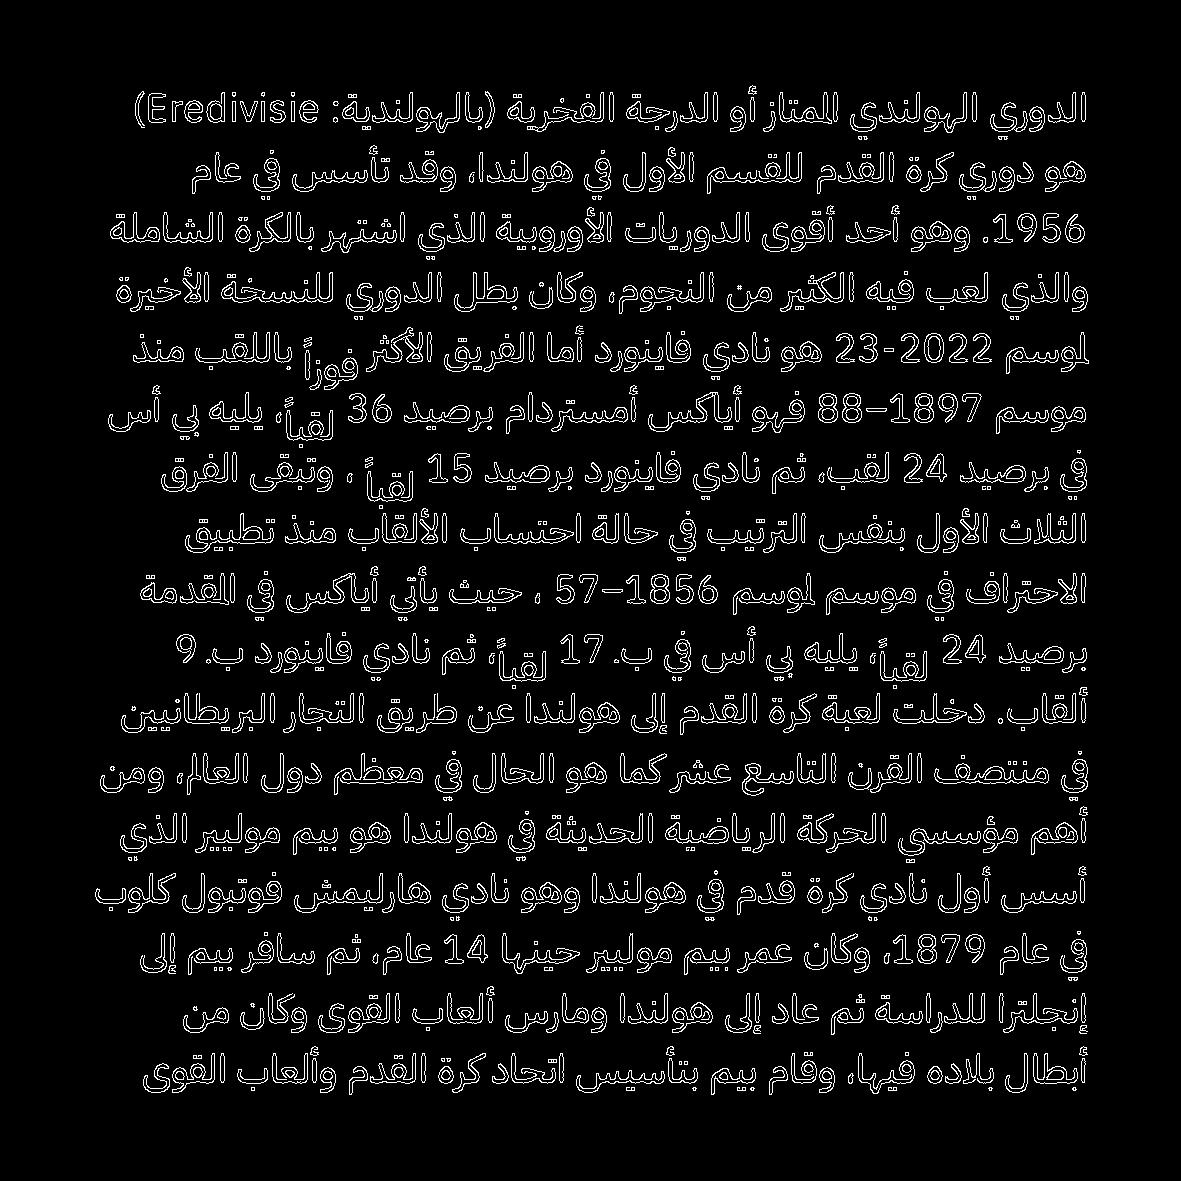 الدوري الهولندي الممتاز أو الدرجة الفخرية (بالهولندية: Eredivisie)
هو دوري كرة القدم للقسم الأول في هولندا، وقد تأسس في عام
1956. وهو أحد أقوى الدوريات الأوروبية الذي اشتهر بالكرة الشاملة
والذي لعب فيه الكثير من النجوم، وكان بطل الدوري للنسخة الأخيرة
لموسم 2022-23 هو نادي فاينورد أما الفريق الأكثر فوزاً باللقب منذ
موسم 1897–88 فهو أياكس أمستردام برصيد 36 لقباً، يليه بي أس
في برصيد 24 لقب، ثم نادي فاينورد برصيد 15 لقباً ، وتبقى الفرق
الثلاث الأول بنفس الترتيب في حالة احتساب الألقاب منذ تطبيق
الاحتراف في موسم لموسم 1856–57 ، حيث يأتي أياكس في المقدمة
برصيد 24 لقباً، يليه بي أس في ب. 17 لقباً، ثم نادي فاينورد ب. 9
ألقاب. دخلت لعبة كرة القدم إلى هولندا عن طريق التجار البريطانيين
في منتصف القرن التاسع عشر كما هو الحال في معظم دول العالم، ومن
أهم مؤسسي الحركة الرياضية الحديثة في هولندا هو بيم موليير الذي
أسس أول نادي كرة قدم في هولندا وهو نادي هارليمش فوتبول كلوب
في عام 1879، وكان عمر بيم موليير حينها 14 عام، ثم سافر بيم إلى
إنجلترا للدراسة ثم عاد إلى هولندا ومارس ألعاب القوى وكان من
أبطال بلاده فيها، وقام بيم بتأسيس اتحاد كرة القدم وألعاب القوى